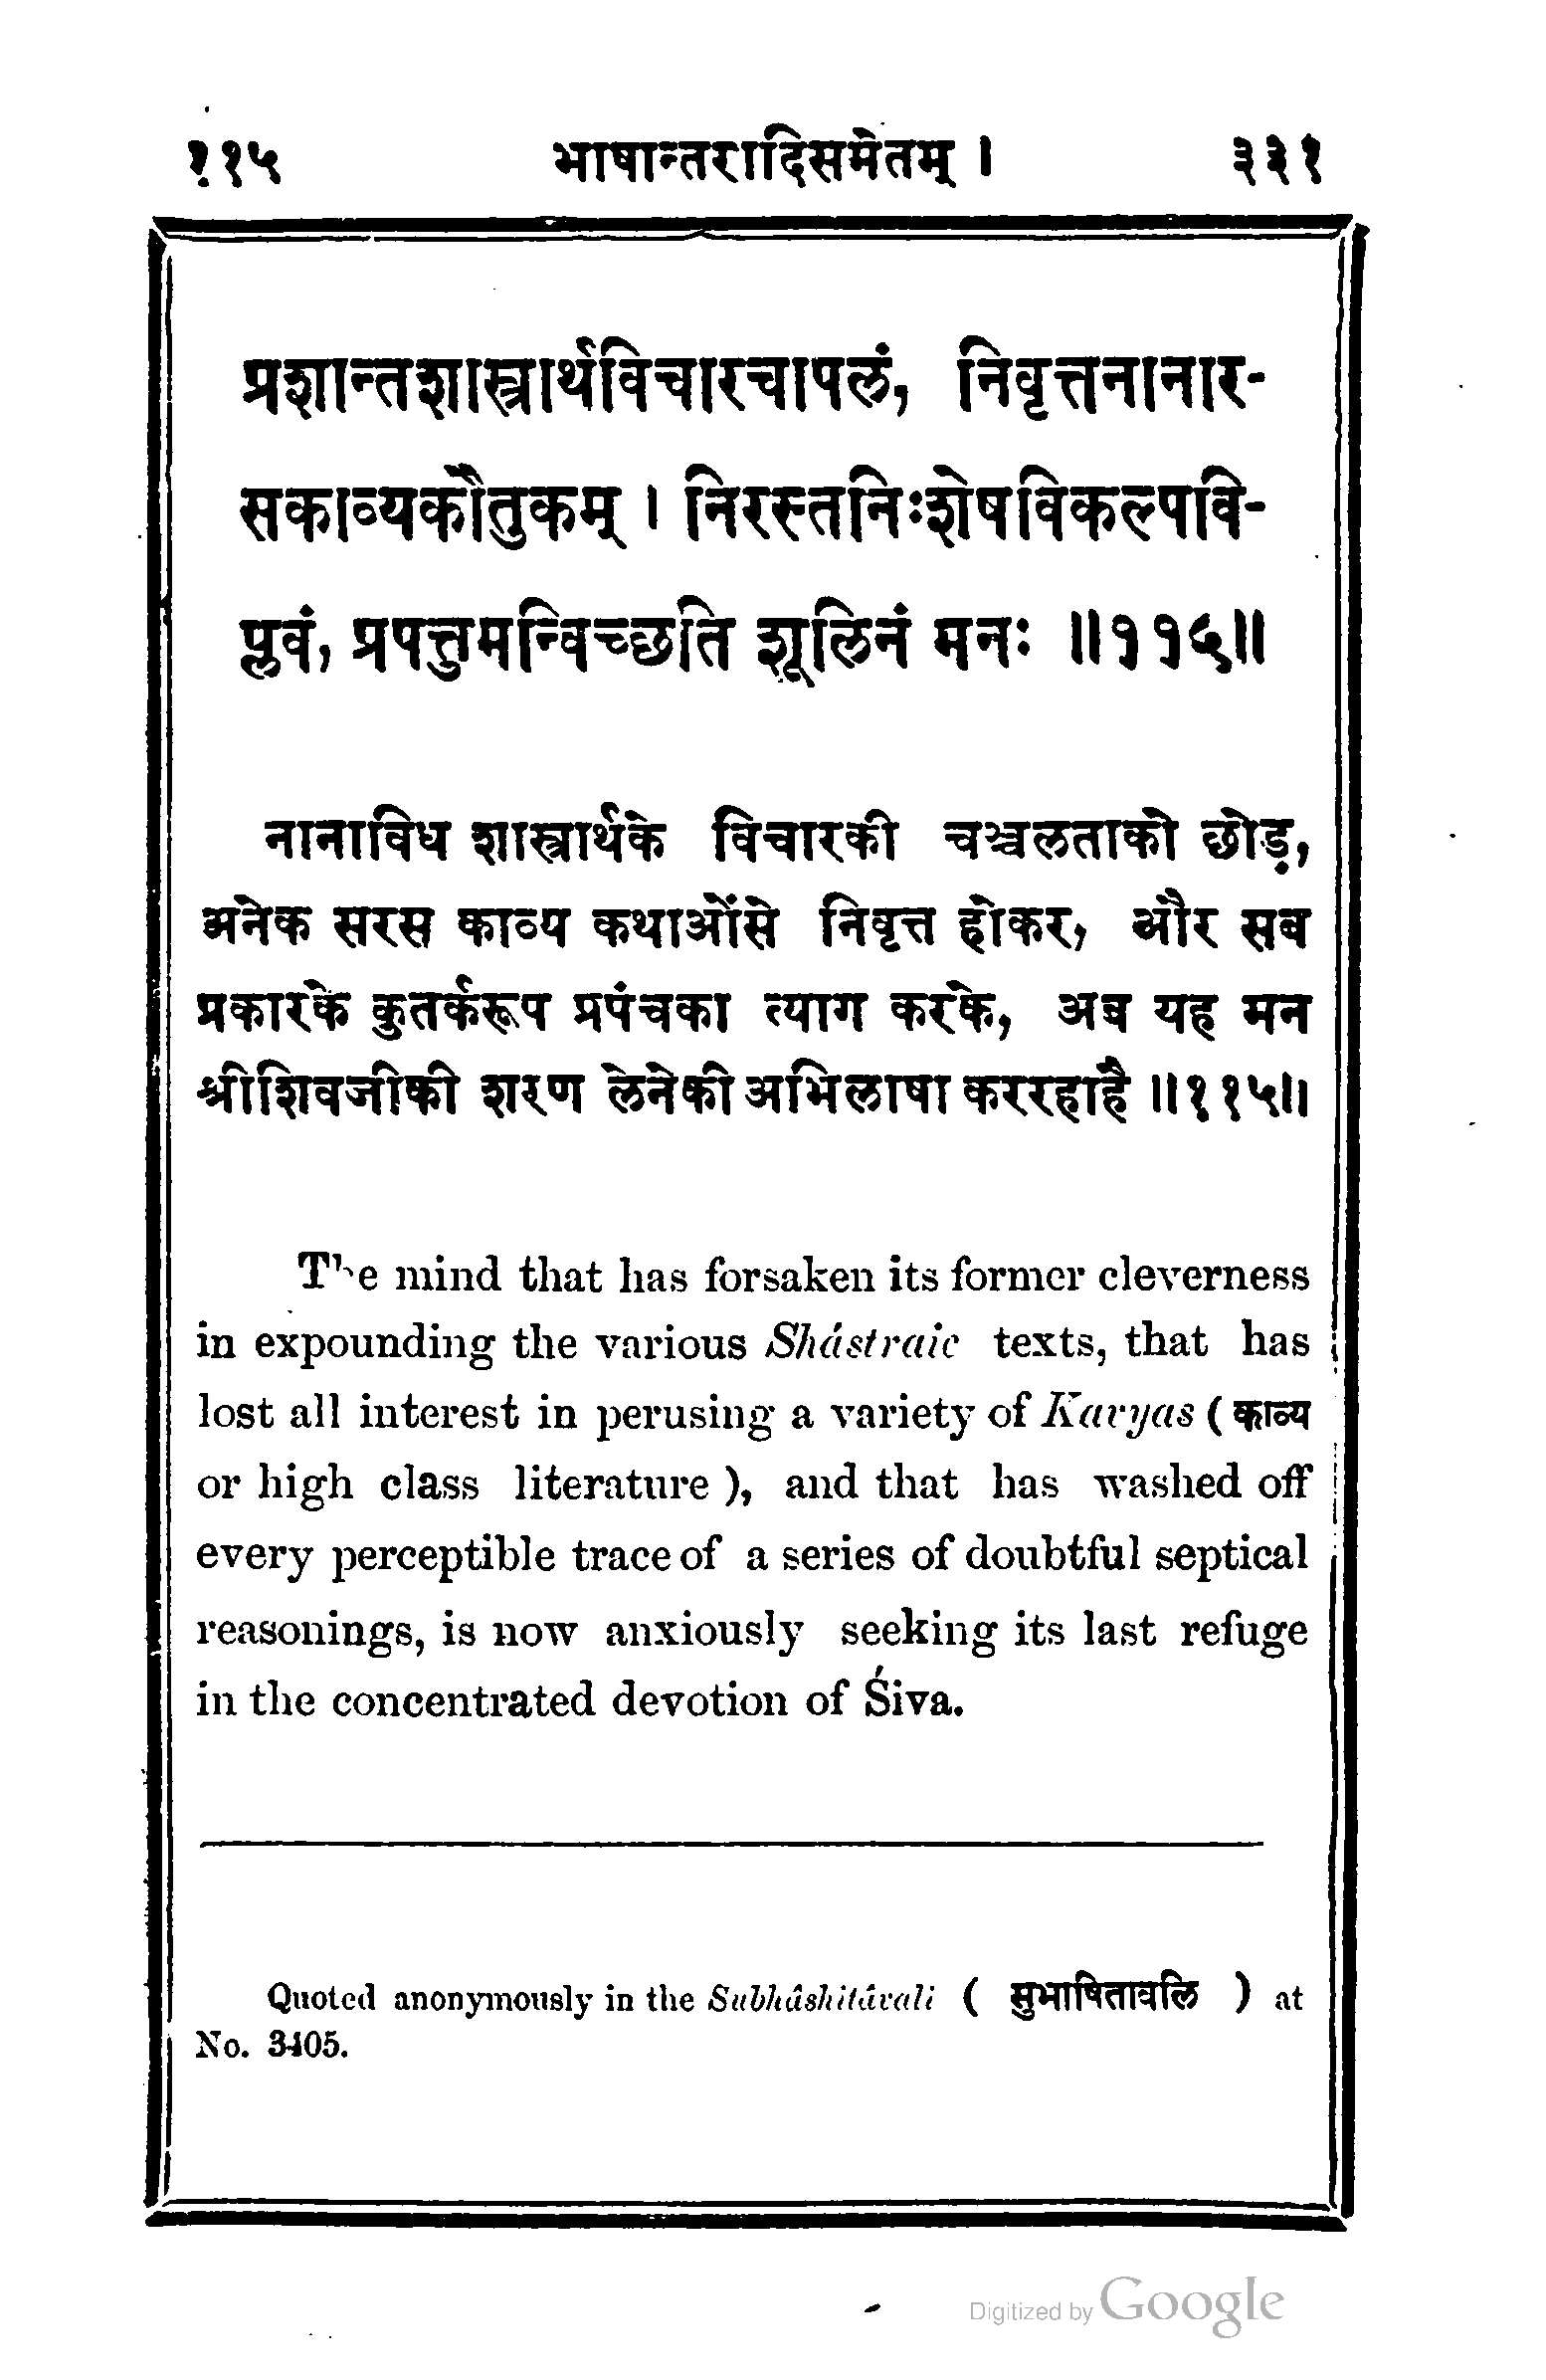 ११५ भाषान्तरादिसमेतम् । ३३१
प्रशान्तशास्त्रार्थविचारचापलं, निवृत्तनानार-
सकाव्यकौतुकम् । निरस्तनिःशेषविकल्पवि-
प्लवं, प्रपत्तुमन्विच्छति शूलिनं मनः ॥११५॥
नानाविध शास्त्रार्थके विचारकी चञ्चलताको छोड़,
अनेक सरस काव्य कथाओंसे निवृत्त होकर, और सब
प्रकारके कुतर्करूप प्रपंचका त्याग करके, अब यह मन
श्रीशिवजीकी शरण लेनेकी अभिलाषा कररहाहै ॥११५॥
The mind that has forsaken its former cleverness
in expounding the various Shástraic texts, that has
lost all interest in perusing a variety of Kavyas ( काव्य
or high class literature ), and that has washed off
every perceptible trace of a series of doubtful septical
reasonings, is now anxiously seeking its last refuge
in the concentrated devotion of Śiva.
Quoted anonymously in the Subhâshitâvali ( सुभाषितावलि ) at
No. 3405.
Digitized by Google